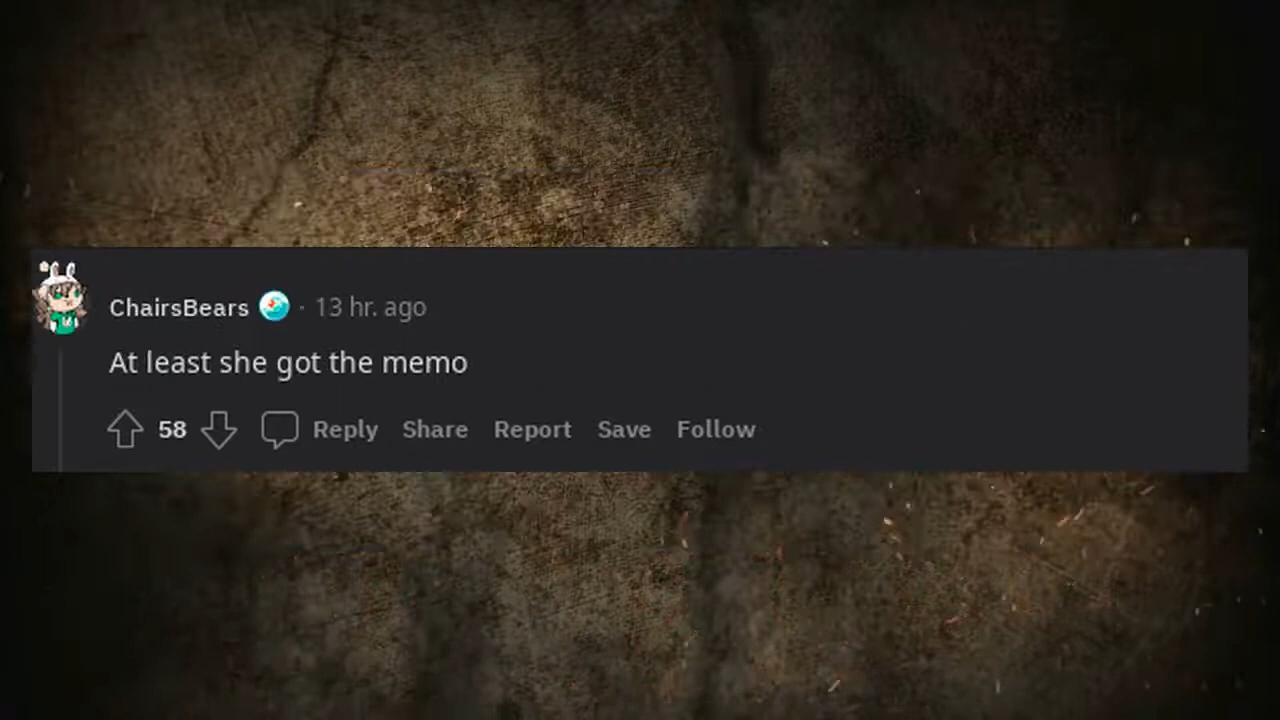 ChairsBears · 13 hr. ago
At least she got the memo
58 Reply Share Report Save Follow